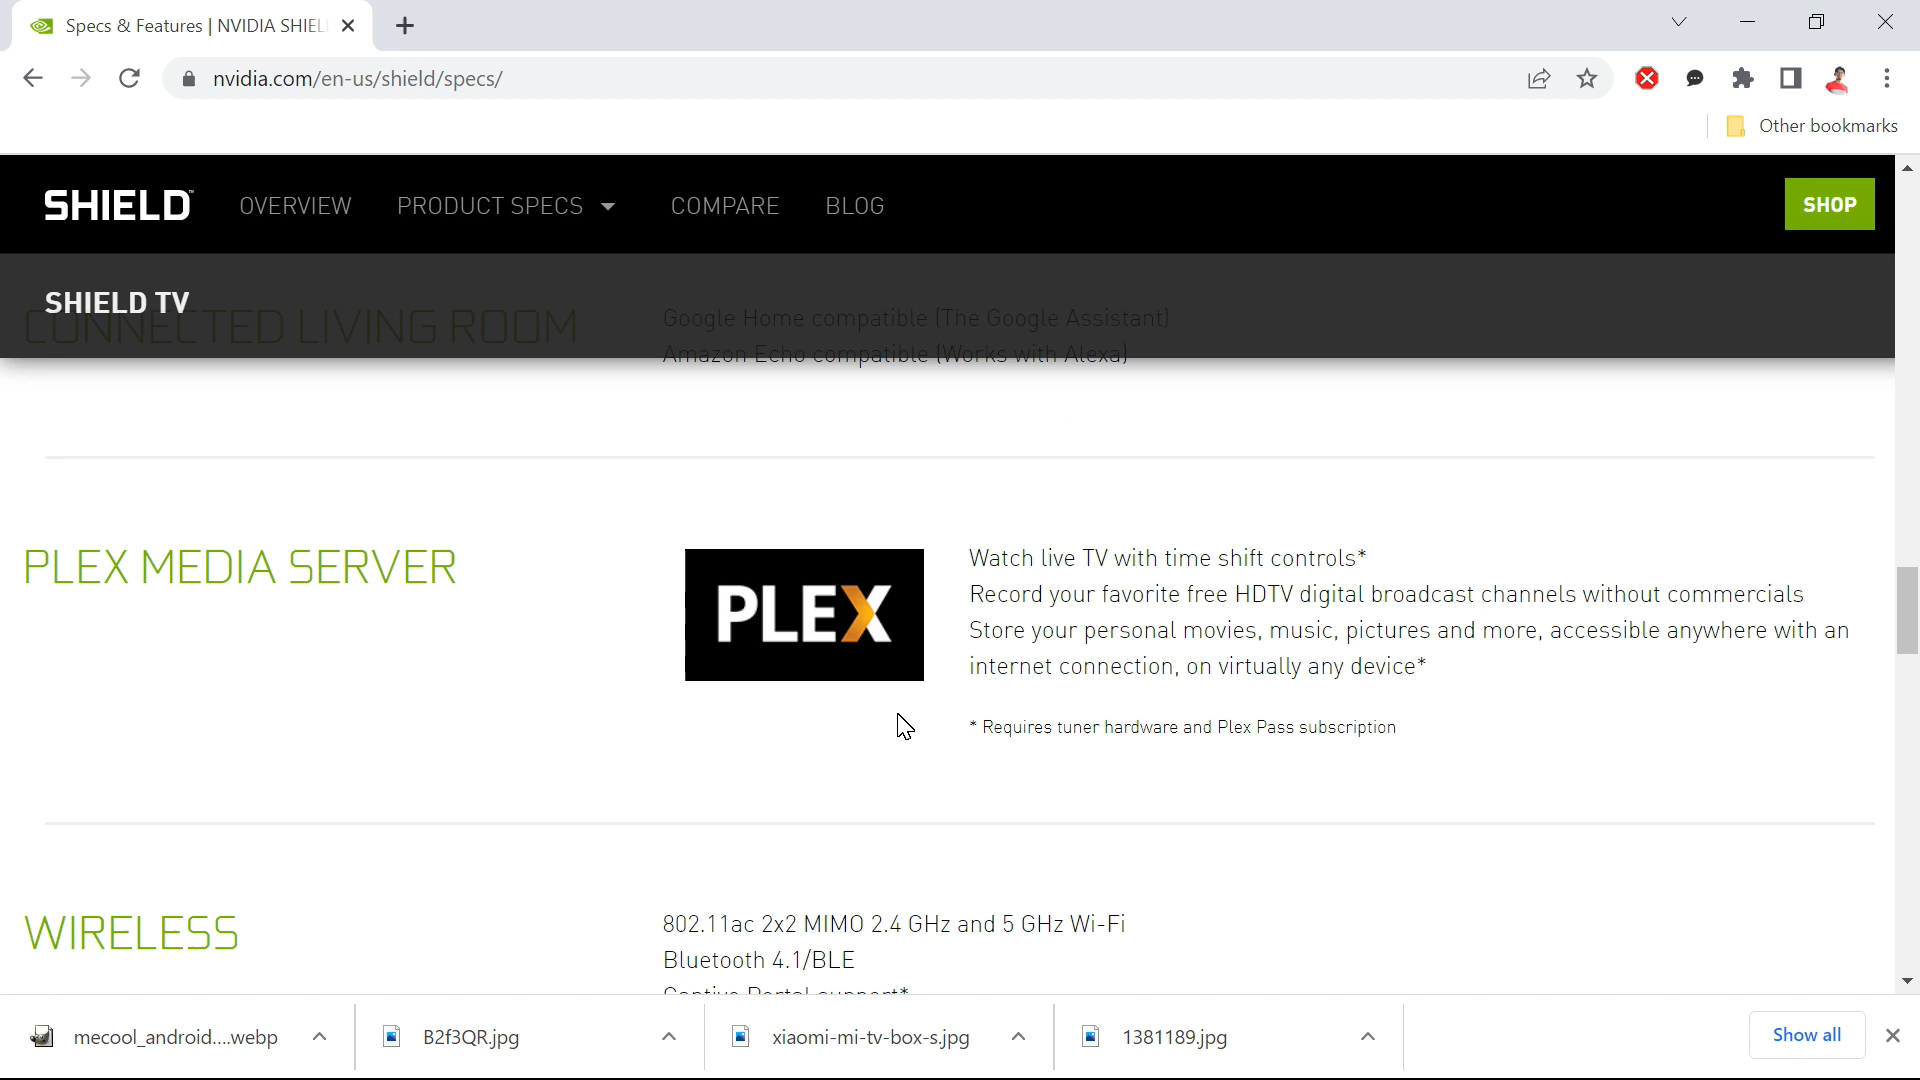 Specs & Features | NVIDIA SHIEL
nvidia.com/en-us/shield/specs/
Other bookmarks
SHIELD™ OVERVIEW PRODUCT SPECS COMPARE BLOG SHOP
SHIELD TV
CONNECTED LIVING ROOM
Google Home compatible (The Google Assistant)
Amazon Echo compatible (Works with Alexa)
PLEX MEDIA SERVER
PLEX
Watch live TV with time shift controls*
Record your favorite free HDTV digital broadcast channels without commercials
Store your personal movies, music, pictures and more, accessible anywhere with an
internet connection, on virtually any device*
* Requires tuner hardware and Plex Pass subscription
WIRELESS
802.11ac 2x2 MIMO 2.4 GHz and 5 GHz Wi-Fi
Bluetooth 4.1/BLE
Captive Portal support*
mecool_android....webp B2f3QR.jpg xiaomi-mi-tv-box-s.jpg 1381189.jpg Show all